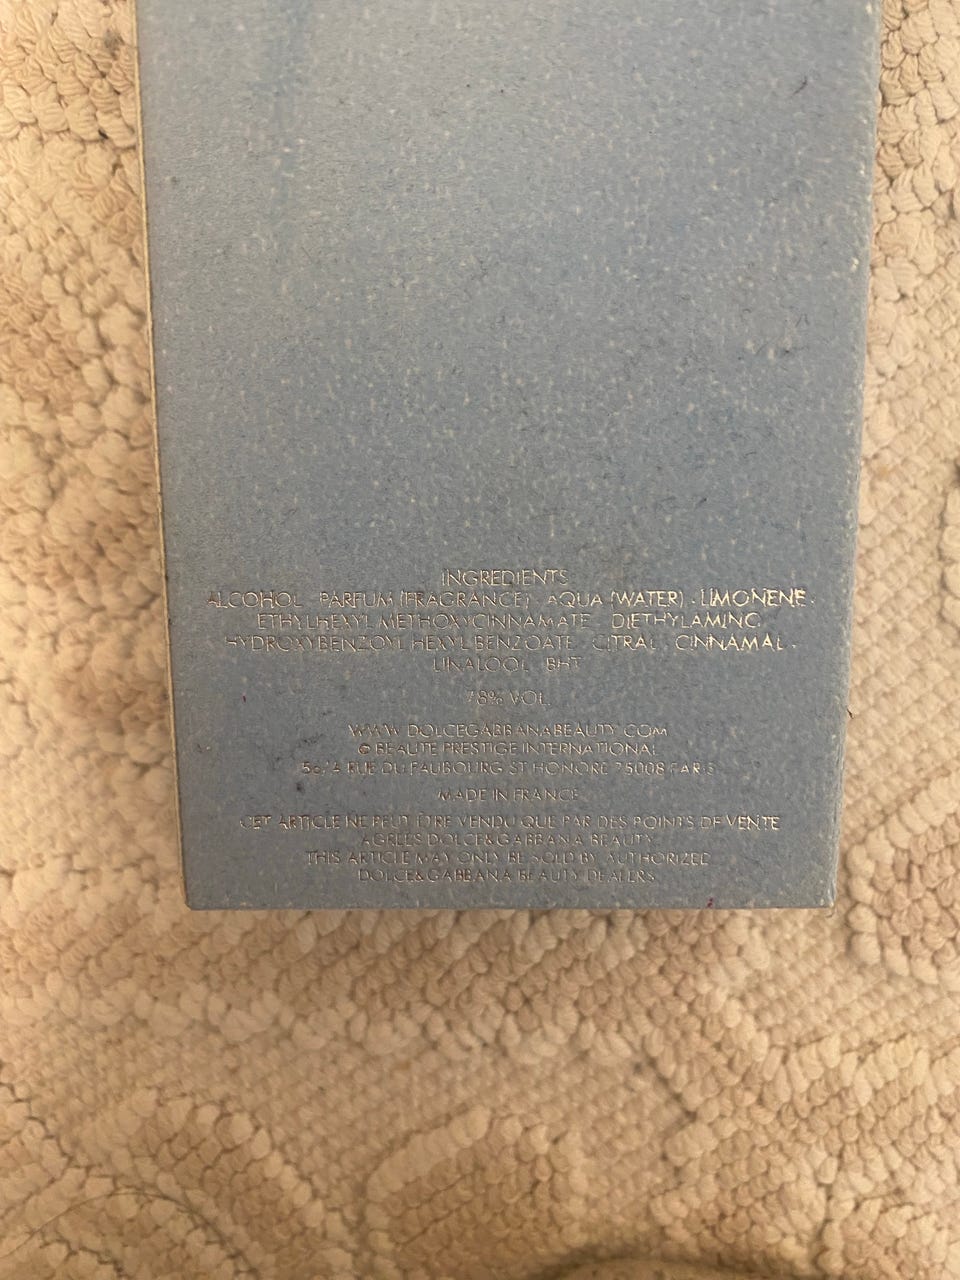 INGREDIENTS
ALCOHOL . PARFUM (FRAGRANCE) . AQUA (WATER) . LIMONENE .
ETHYLHEXYL METHOXYCINNAMATE . DIETHYLAMINO
HYDROXYBENZOYL HEXYL BENZOATE . CITRAL . CINNAMAL .
LINALOOL . BHT
78% VOL.
WWW.DOLCEGABBANABEAUTY.COM
© BEAUTE PRESTIGE INTERNATIONAL
RUE DU FAUBOURG ST HONORE 75008 PARIS
MADE IN FRANCE
CET ARTICLE NE PEUT ETRE VENDU QUE PAR DES POINTS DE VENTE
AGREES DOLCE&GABBANA BEAUTY
THIS ARTICLE MAY ONLY BE SOLD BY AUTHORIZED
DOLCE&GABBANA BEAUTY DEALERS